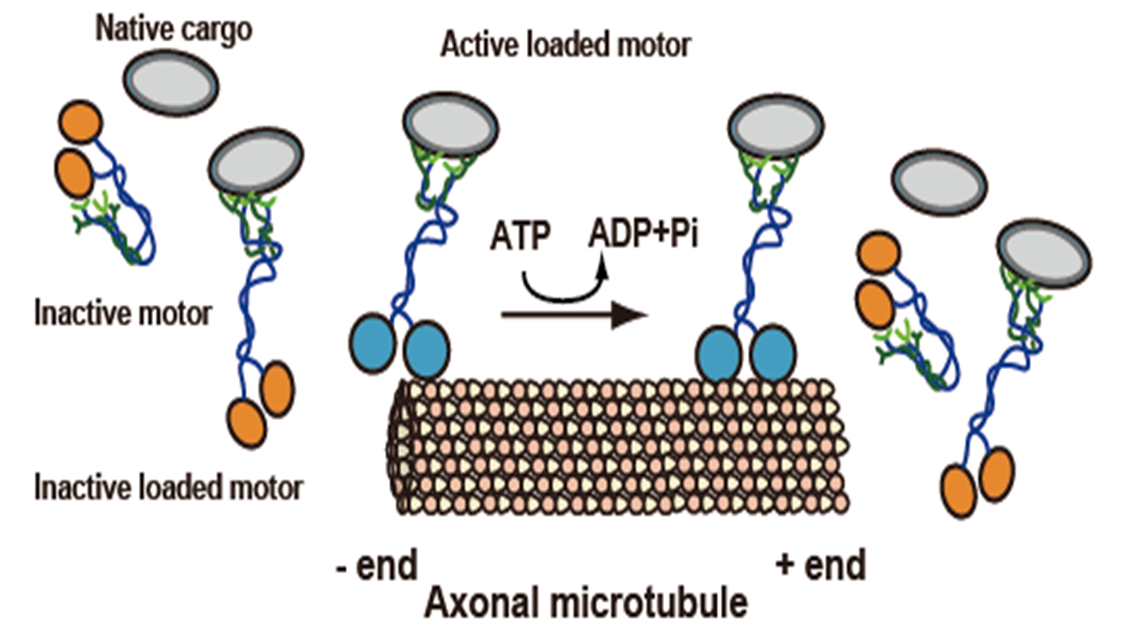 Native cargo
Active loaded motor
ATP
ADP+Pi
Inactive motor
Inactive loaded motor
- end
+ end
Axonal microtubule